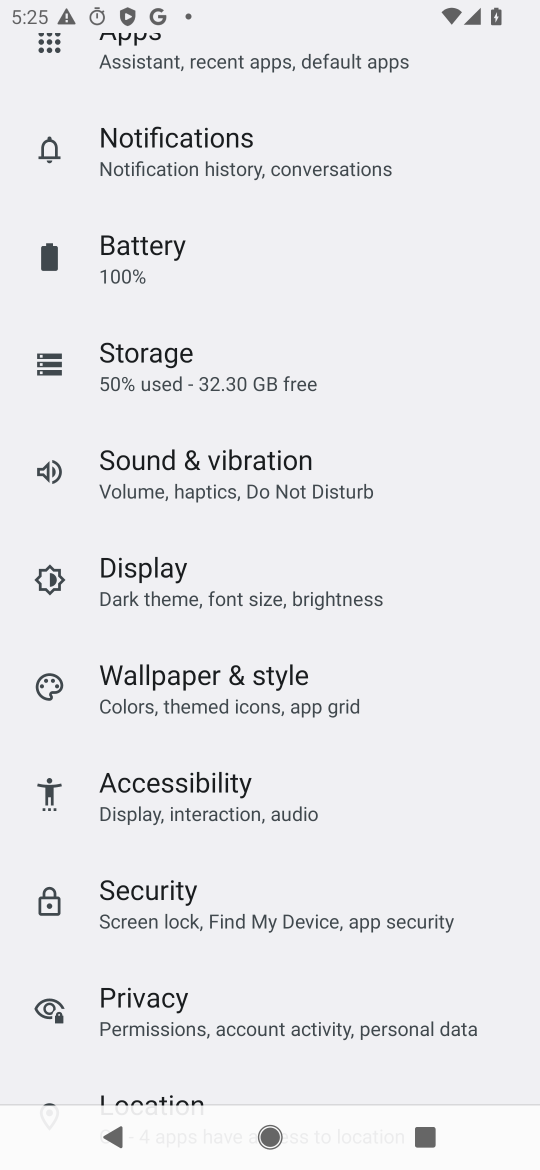 5:25
Apps
Assistant, recent apps, default apps
Notifications
Notification history, conversations
Battery
100%
Storage
50% used - 32.30 GB free
Sound & vibration
Volume, haptics, Do Not Disturb
Display
Dark theme, font size, brightness
Wallpaper & style
Colors, themed icons, app grid
Accessibility
Display, interaction, audio
Security
Screen lock, Find My Device, app security
Privacy
Permissions, account activity, personal data
Location
- 4 apps have access to location